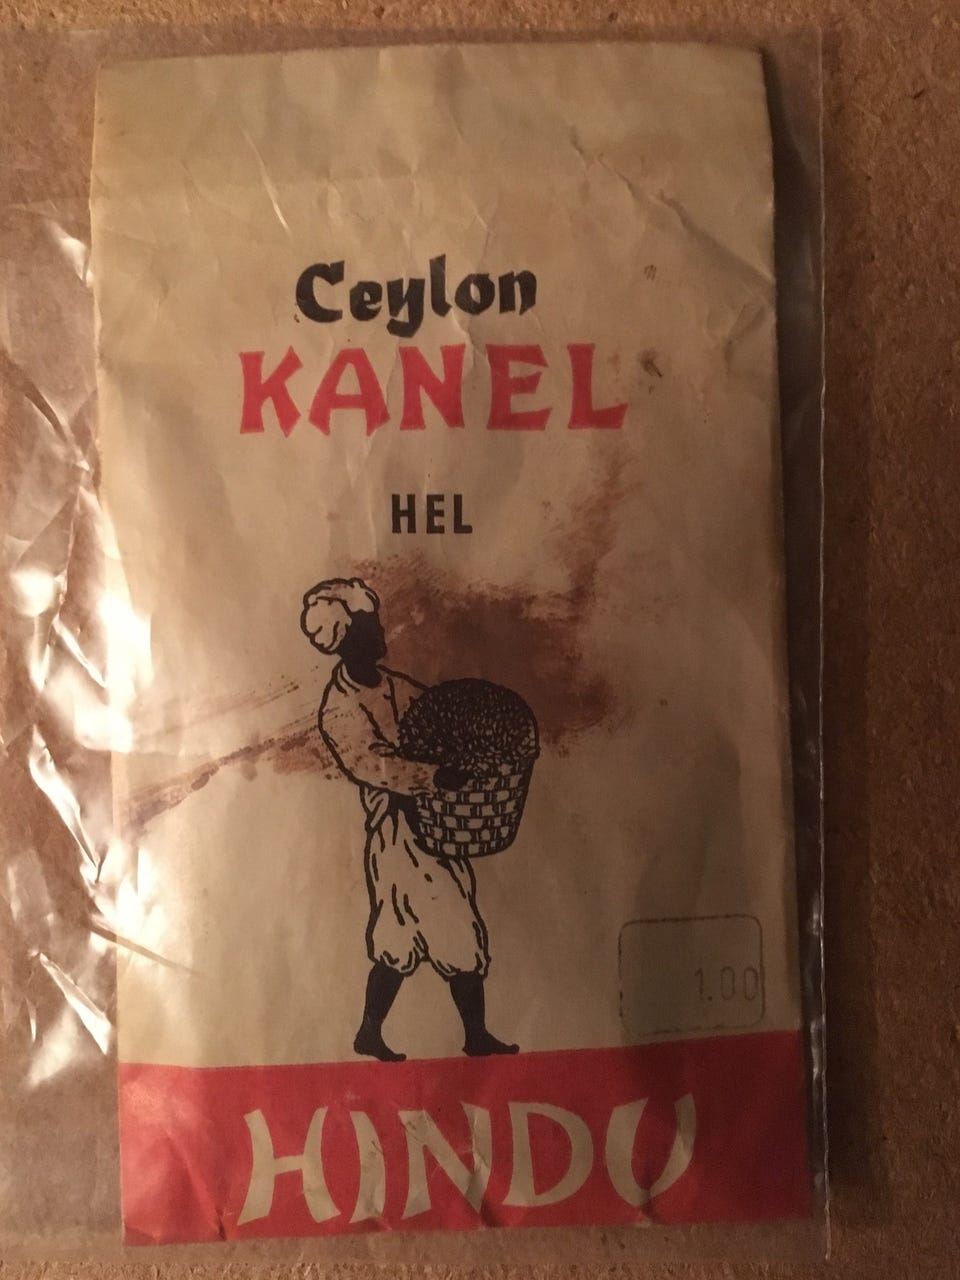 Ceylon
KANEL
HEL
1.00
HINDU